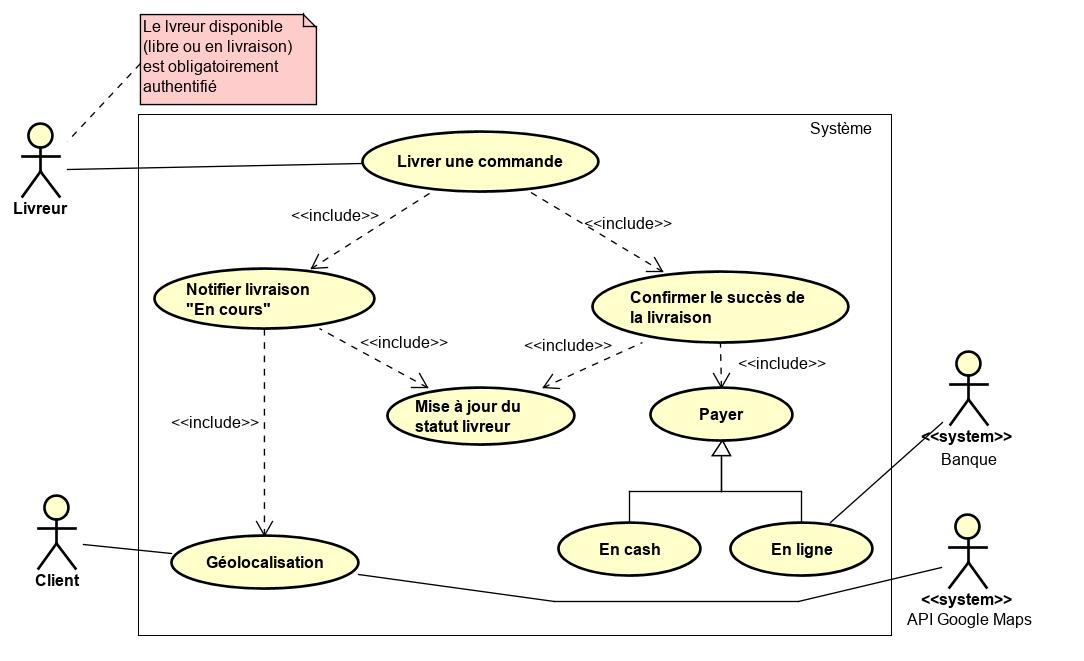 Le lvreur disponible
(libre ou en livraison)
est obligatoirement
authentifié
Système
Livrer une commande
Livreur
<<include>>
<<include>>
Notifier livraison
"En cours"
Confirmer le succès de
la livraison
<<include>>
<<include>>
<<include>>
<<include>>
Mise à jour du
statut livreur
Payer
<<system>>
Banque
En cash
En ligne
Géolocalisation
Client
<<system>>
API Google Maps